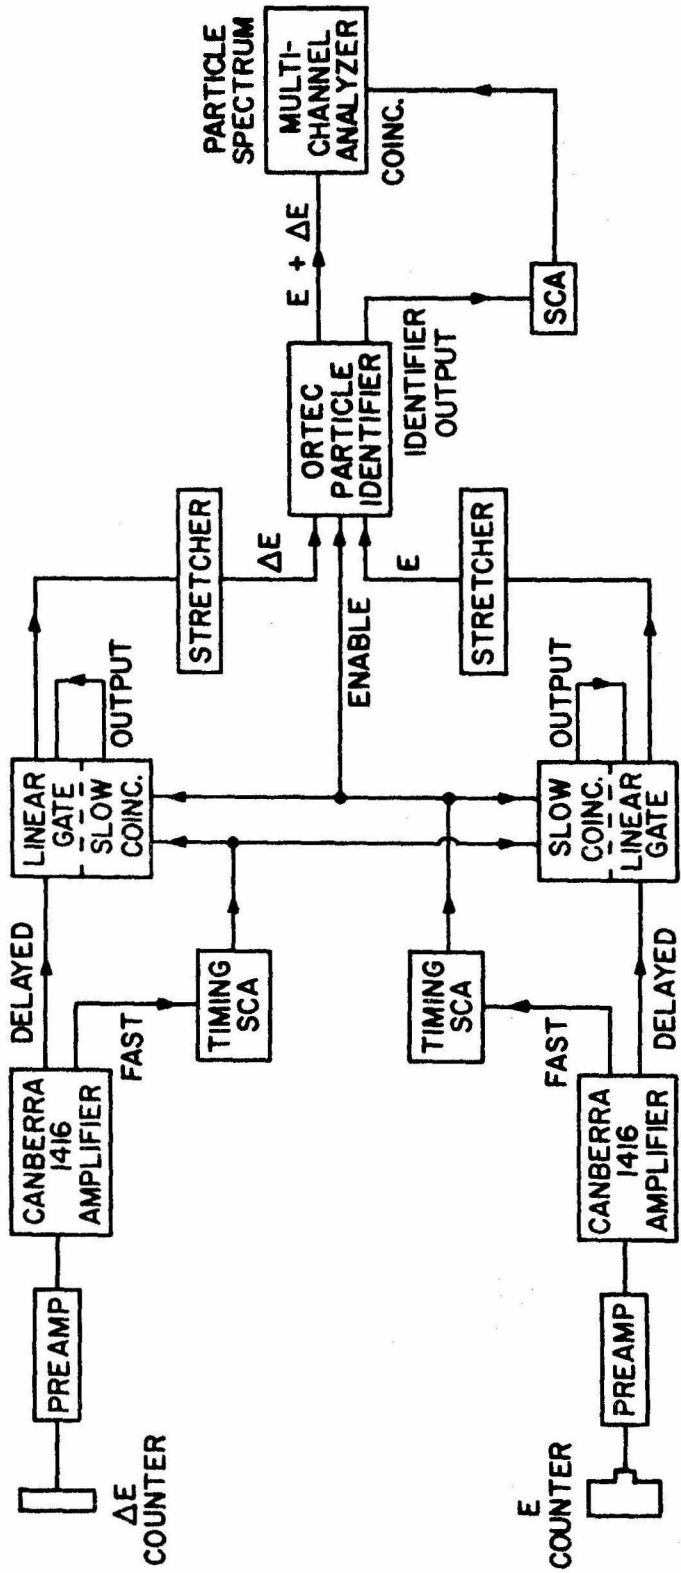 ΔE
COUNTER
PREAMP
CANBERRA
1416
AMPLIFIER
DELAYED
FAST
TIMING
SCA
LINEAR
GATE
SLOW
COINC.
OUTPUT
STRETCHER
ΔE
ENABLE
E
COUNTER
PREAMP
CANBERRA
1416
AMPLIFIER
FAST
DELAYED
TIMING
SCA
SLOW
COINC.
LINEAR
GATE
OUTPUT
STRETCHER
E
ORTEC
PARTICLE
IDENTIFIER
E + ΔE
IDENTIFIER
OUTPUT
SCA
PARTICLE
SPECTRUM
MULTI-
CHANNEL
ANALYZER
COINC.